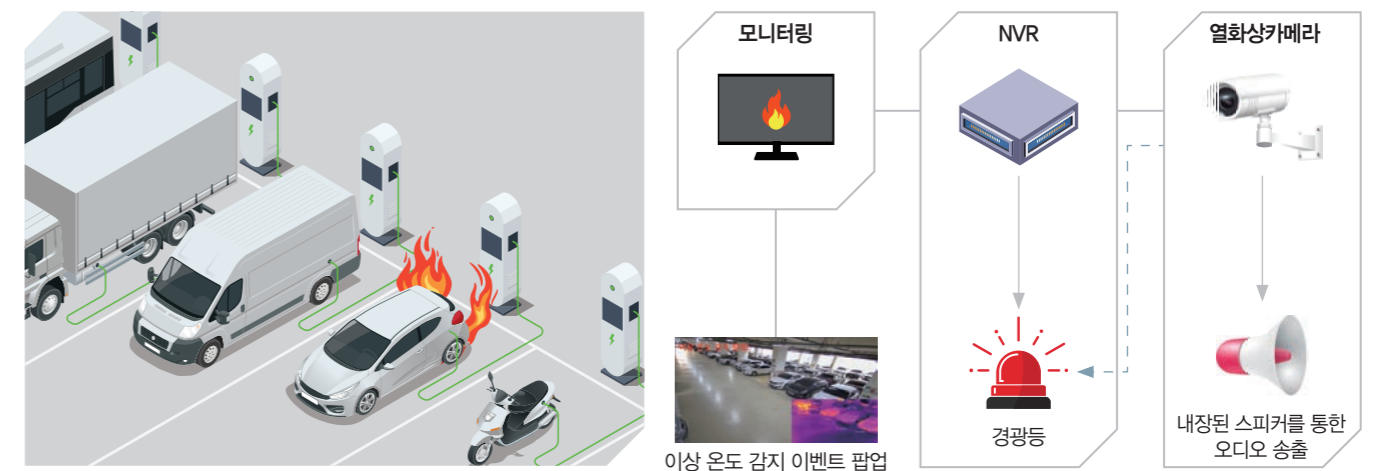 모니터링
NVR
열화상카메라
이상 온도 감지 이벤트 팝업
경광등
내장된 스피커를 통한
오디오 송출